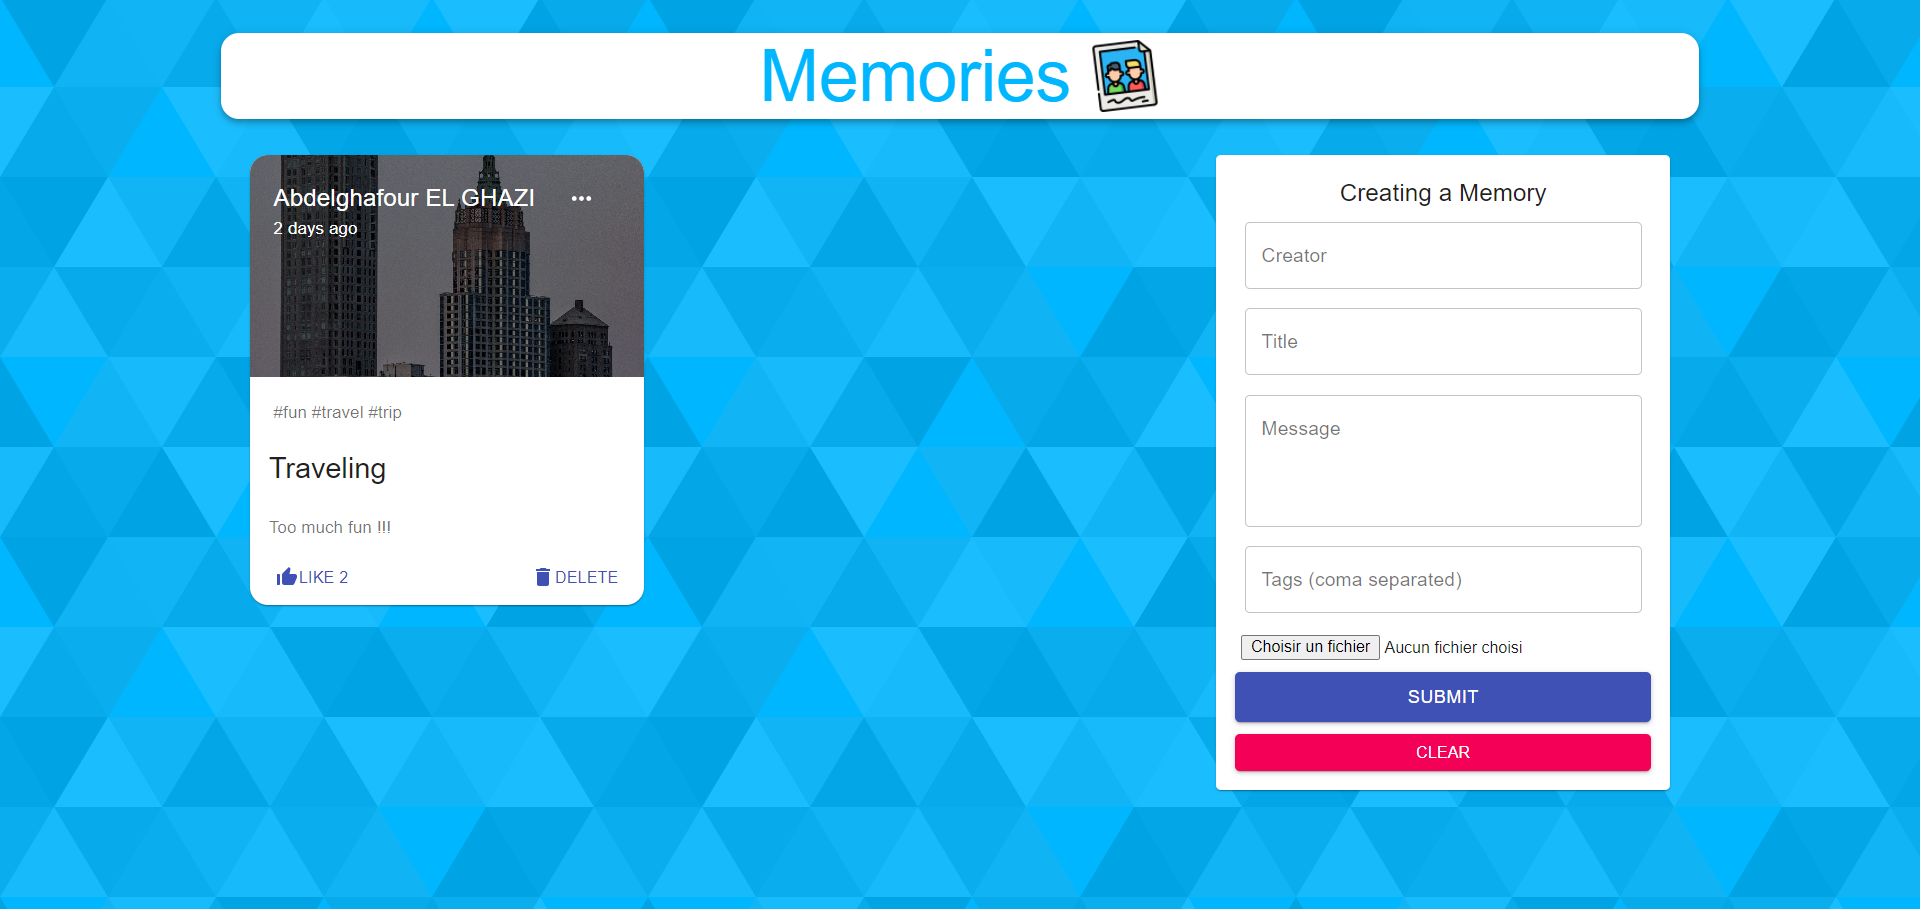 Memories
Abdelghafour EL GHAZI
2 days ago
#fun #travel #trip
Traveling
Too much fun !!!
LIKE 2
DELETE
Creating a Memory
Creator
Title
Message
Tags (coma separated)
Choisir un fichier Aucun fichier choisi
SUBMIT
CLEAR